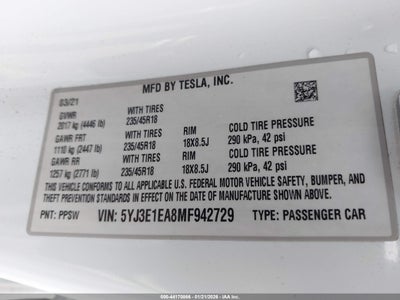 MFD BY TESLA, INC.
03/21
GVWR WITH TIRES
2017 kg (4446 lb) 235/45R18
GAWR FRT WITH TIRES RIM COLD TIRE PRESSURE
1110 kg (2447 lb) 235/45R18 18X8.5J 290 kPa, 42 psi
GAWR RR WITH TIRES RIM COLD TIRE PRESSURE
1257 kg (2771 lb) 235/45R18 18X8.5J 290 kPa, 42 psi
THIS VEHICLE CONFORMS TO ALL APPLICABLE U.S. FEDERAL MOTOR VEHICLE SAFETY, BUMPER, AND
THEFT PREVENTION STANDARDS IN EFFECT ON THE DATE OF MANUFACTURE SHOWN ABOVE.
PNT: PPSW VIN: 5YJ3E1EA8MF942729 TYPE: PASSENGER CAR
500-44170066 - 01/21/2026 - IAA Inc.